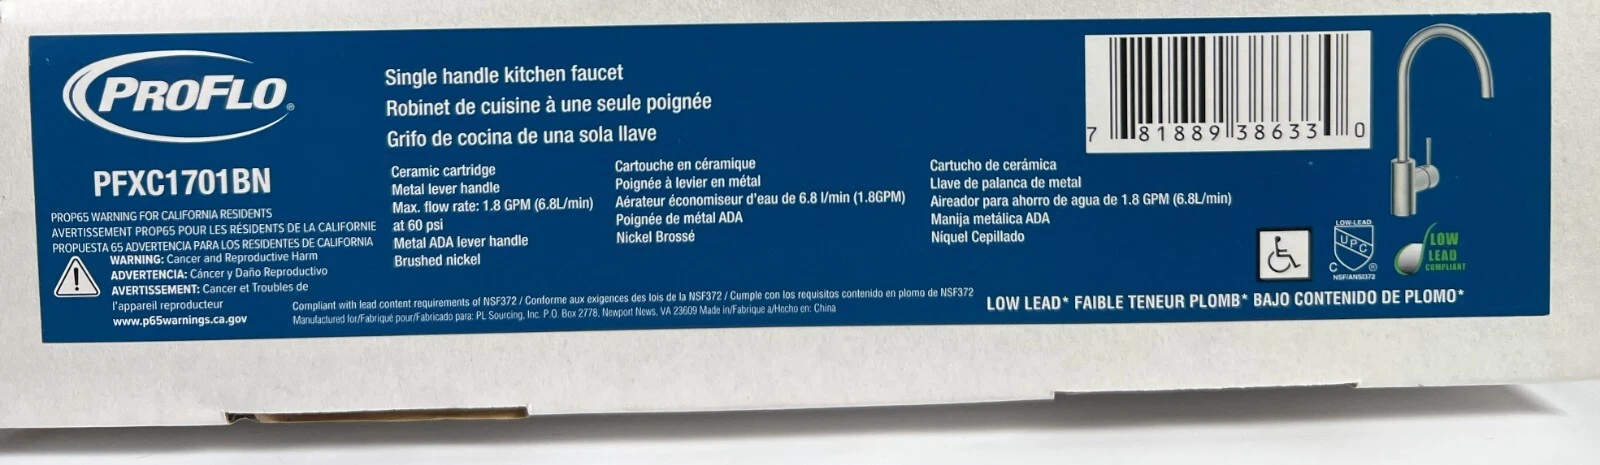 PROFLO®
PFXC1701BN
PROP65 WARNING FOR CALIFORNIA RESIDENTS
AVERTISSEMENT PROP65 POUR LES RÉSIDENTS DE LA CALIFORNIE
PROPUESTA 65 ADVERTENCIA PARA LOS RESIDENTES DE CALIFORNIA
WARNING: Cancer and Reproductive Harm
ADVERTENCIA: Cáncer y Daño Reproductivo
AVERTISSEMENT: Cancer et Troubles de
l'appareil reproducteur
www.p65warnings.ca.gov
Single handle kitchen faucet
Robinet de cuisine à une seule poignée
Grifo de cocina de una sola llave
Ceramic cartridge
Metal lever handle
Max. flow rate: 1.8 GPM (6.8L/min)
at 60 psi
Metal ADA lever handle
Brushed nickel
Cartouche en céramique
Poignée à levier en métal
Aérateur économiseur d'eau de 6.8 l/min (1.8GPM)
Poignée de métal ADA
Nickel Brossé
Cartucho de cerámica
Llave de palanca de metal
Aireador para ahorro de agua de 1.8 GPM (6.8L/min)
Manija metálica ADA
Níquel Cepillado
Compliant with lead content requirements of NSF372 / Conforme aux exigences des lois de la NSF372 / Cumple con los requisitos contenido en plomo de NSF372
Manufactured for/Fabriqué pour/Fabricado para: PL Sourcing, Inc. P.O. Box 2778, Newport News, VA 23609 Made in/Fabrique a/Hecho en: China
7 81889 38633 0
LOW-LEAD
UPC
C ®
NSF/ANSI372
LOW
LEAD
COMPLIANT
LOW LEAD* FAIBLE TENEUR PLOMB* BAJO CONTENIDO DE PLOMO*